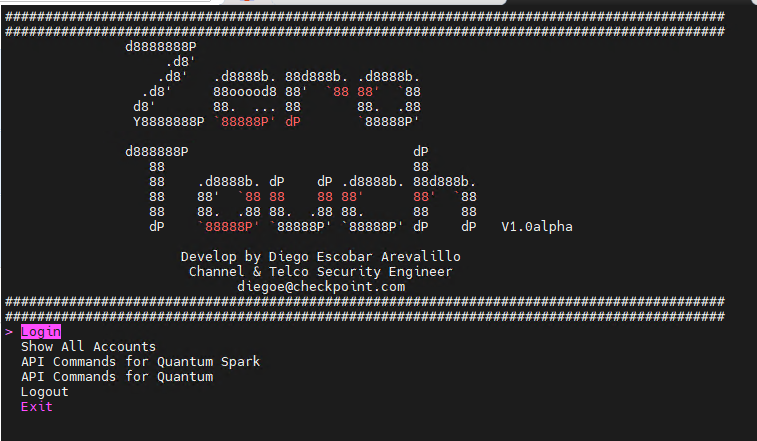 ##########################################################################################
##########################################################################################
               d8888888P
                    .d8'
                   .d8'   .d8888b. 88d888b. .d8888b.
                 .d8'     88ooood8 88'  `88 88'  `88
                d8'       88.  ... 88       88.  .88
                Y8888888P `88888P' dP       `88888P'
               d888888P                            dP
                  88                               88
                  88    .d8888b. dP    dP .d8888b. 88d888b.
                  88    88'  `88 88    88 88'      88'  `88
                  88    88.  .88 88.  .88 88.      88    88
                  dP    `88888P' `88888P' `88888P' dP    dP   V1.0alpha
Develop by Diego Escobar Arevalillo
Channel & Telco Security Engineer
diegoe@checkpoint.com
##########################################################################################
##########################################################################################
> Login
Show All Accounts
API Commands for Quantum Spark
API Commands for Quantum
Logout
Exit